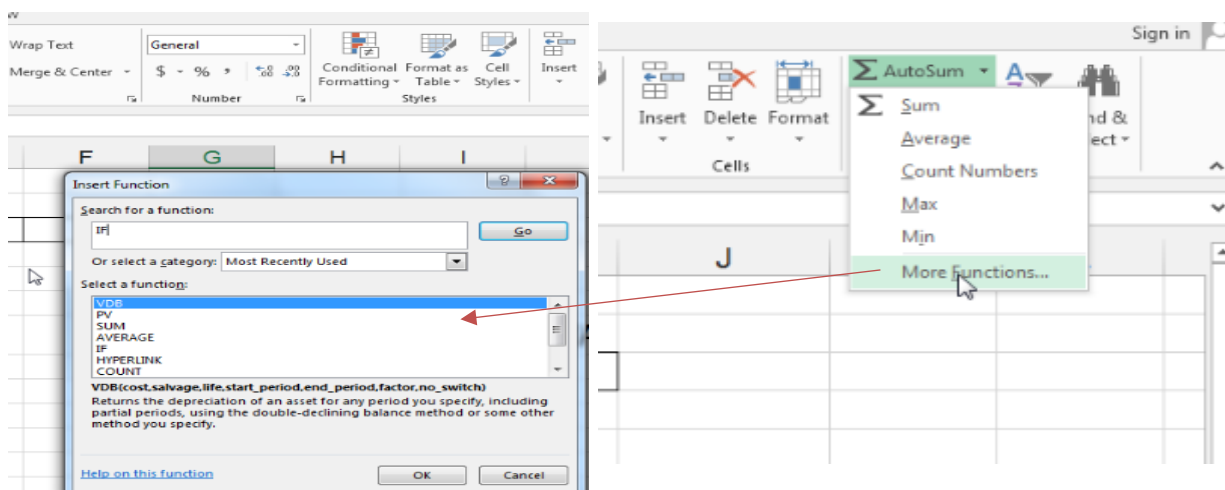 Wrap Text
General
Merge & Center
$ - % ,
Conditional Format as Cell Insert
Formatting Table Styles
Number
Styles
F G H I
Insert Function
Search for a function:
IF
Go
Or select a category: Most Recently Used
Select a function:
VDB
PV
SUM
AVERAGE
IF
HYPERLINK
COUNT
VDB(cost,salvage,life,start_period,end_period,factor,no_switch)
Returns the depreciation of an asset for any period you specify, including
partial periods, using the double-declining balance method or some other
method you specify.
Help on this function
OK
Cancel
Sign in
Σ AutoSum
Insert Delete Format
Cells
Σ Sum
Average
Count Numbers
Max
Min
More Functions...
nd &
ect
J